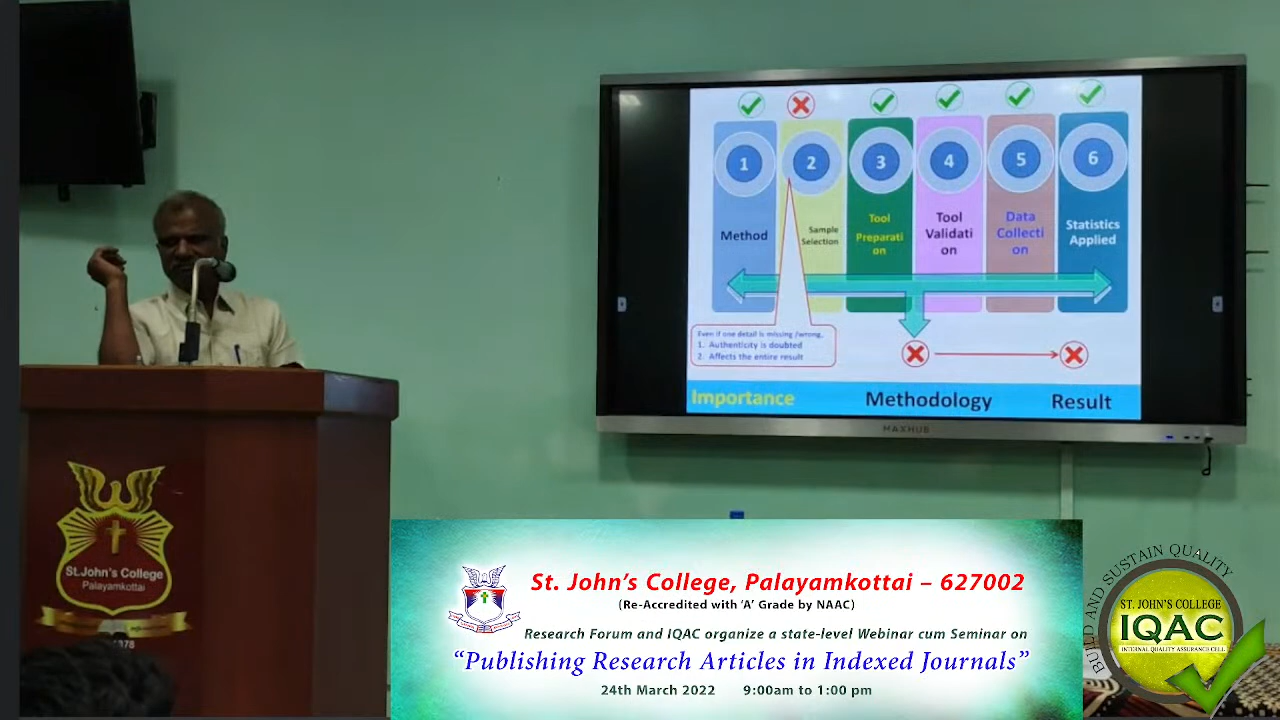 1
2
3
4
5
6
Method
Sample
Selection
Tool
Preparati
on
Tool
Validati
on
Data
Collecti
on
Statistics
Applied
Even if one detail is missing /wrong,
1. Authenticity is doubted
2. Affects the entire result
Importance
Methodology
Result
MAXHUB
St.John's College
Palayamkottai
St. John's College, Palayamkottai – 627002
(Re-Accredited with 'A' Grade by NAAC)
Research Forum and IQAC organize a state-level Webinar cum Seminar on
“Publishing Research Articles in Indexed Journals”
24th March 2022 9:00am to 1:00 pm
BUILD AND SUSTAIN QUALITY
ST. JOHN'S COLLEGE
IQAC
INTERNAL QUALITY ASSURANCE CELL